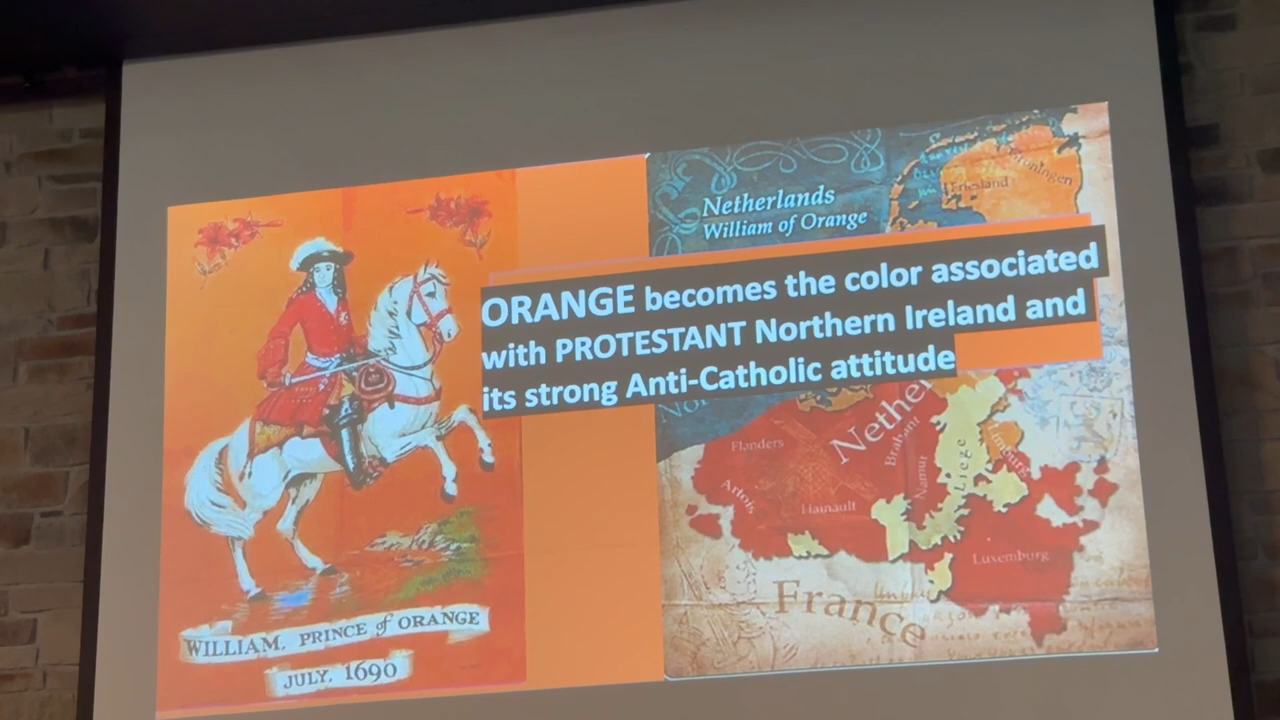 Netherlands
William of Orange
Groningen
Friesland
ORANGE becomes the color associated
with PROTESTANT Northern Ireland and
its strong Anti-Catholic attitude
Flanders
Brabant
Limburg
Artois
Hainault
Namur
Liege
Luxemburg
France
WILLIAM, PRINCE of ORANGE
JULY, 1690